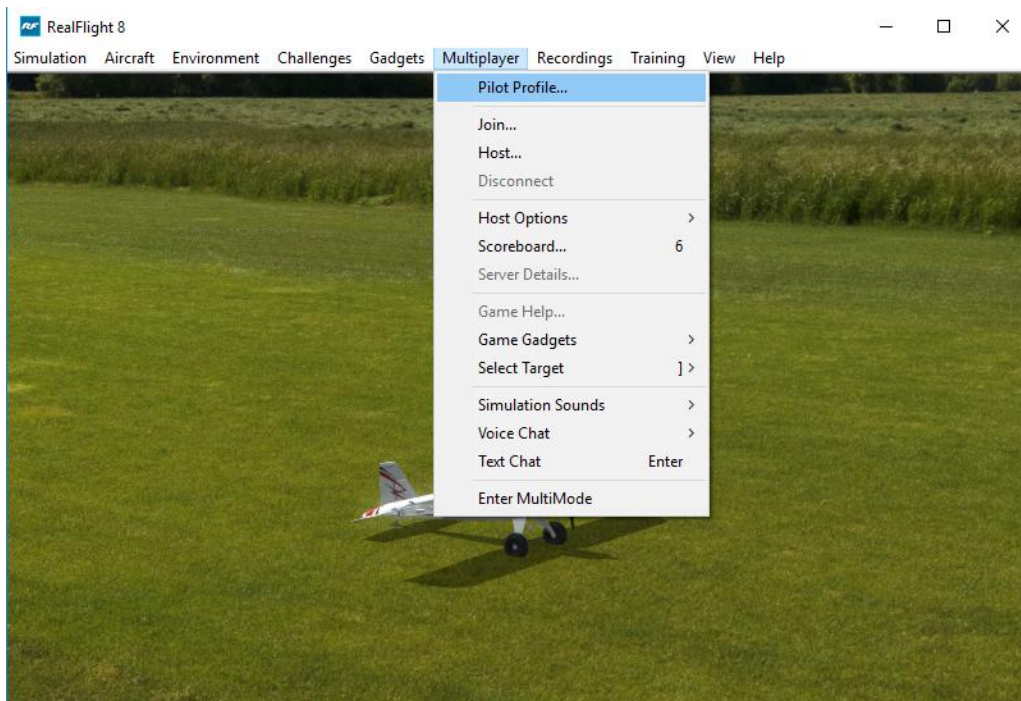 RF RealFlight 8
Simulation Aircraft Environment Challenges Gadgets Multiplayer Recordings Training View Help
Pilot Profile...
Join...
Host...
Disconnect
Host Options >
Scoreboard... 6
Server Details...
Game Help...
Game Gadgets >
Select Target ] >
Simulation Sounds >
Voice Chat >
Text Chat Enter
Enter MultiMode